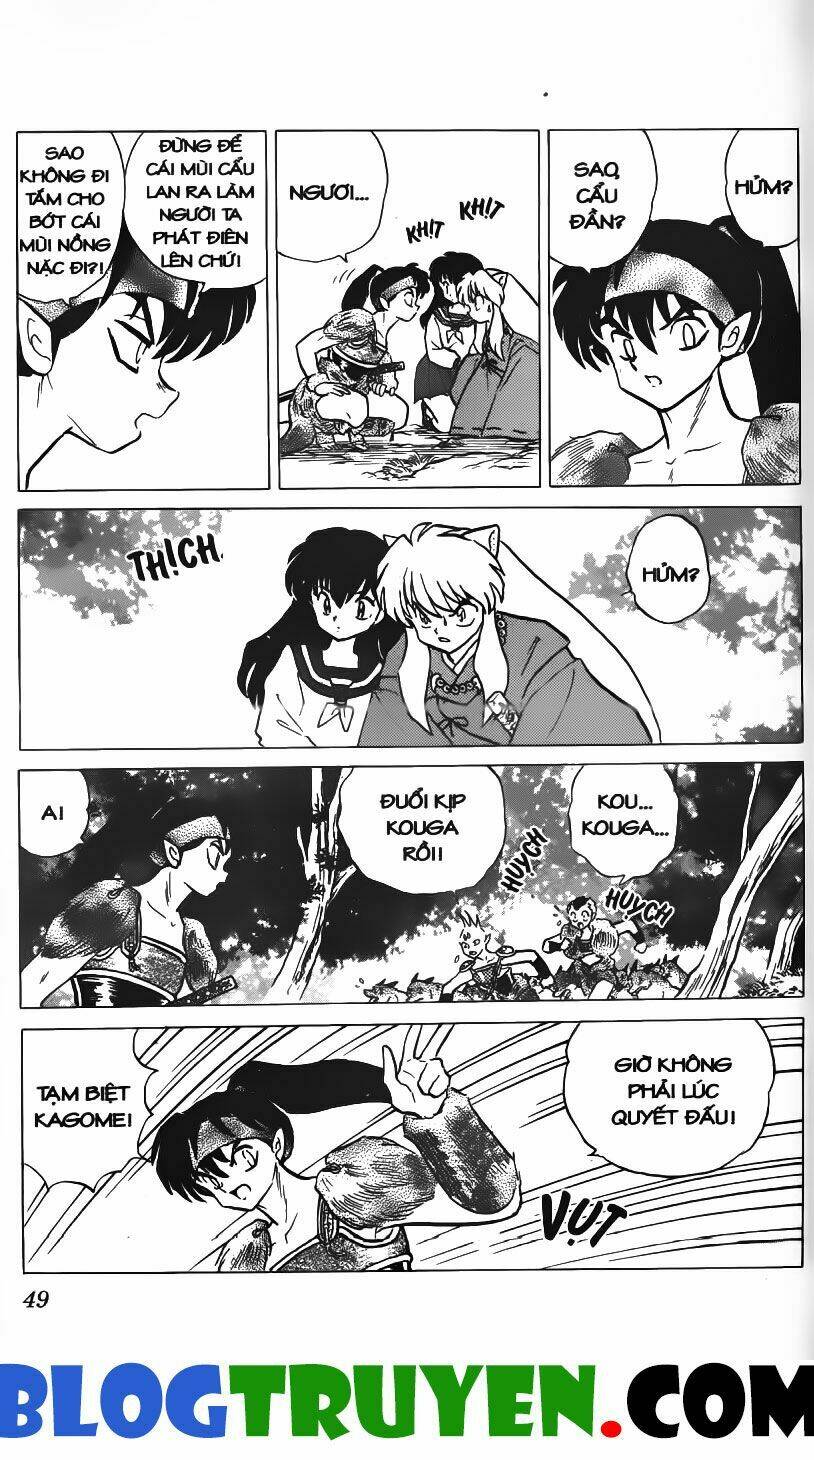 HỬM?
SAO,
CẨU
ĐẦN?
NGƯƠI...
KHỊT
KHỊT
ĐỪNG ĐỂ
CÁI MÙI CẨU
LAN RA LÀM
NGƯỜI TA
PHÁT ĐIÊN
LÊN CHỨ!
SAO
KHÔNG ĐI
TẮM CHO
BỚT CÁI
MÙI NỒNG
NẶC ĐI?!
HỬM?
THỊCH
KOU...
KOUGA...
HUỴCH
HUỴCH
ĐUỔI KỊP
KOUGA
RỒI!
A!
GIỜ KHÔNG
PHẢI LÚC
QUYẾT ĐẤU!
VỤT
TẠM BIỆT
KAGOME!
49
BLOGTRUYEN.COM